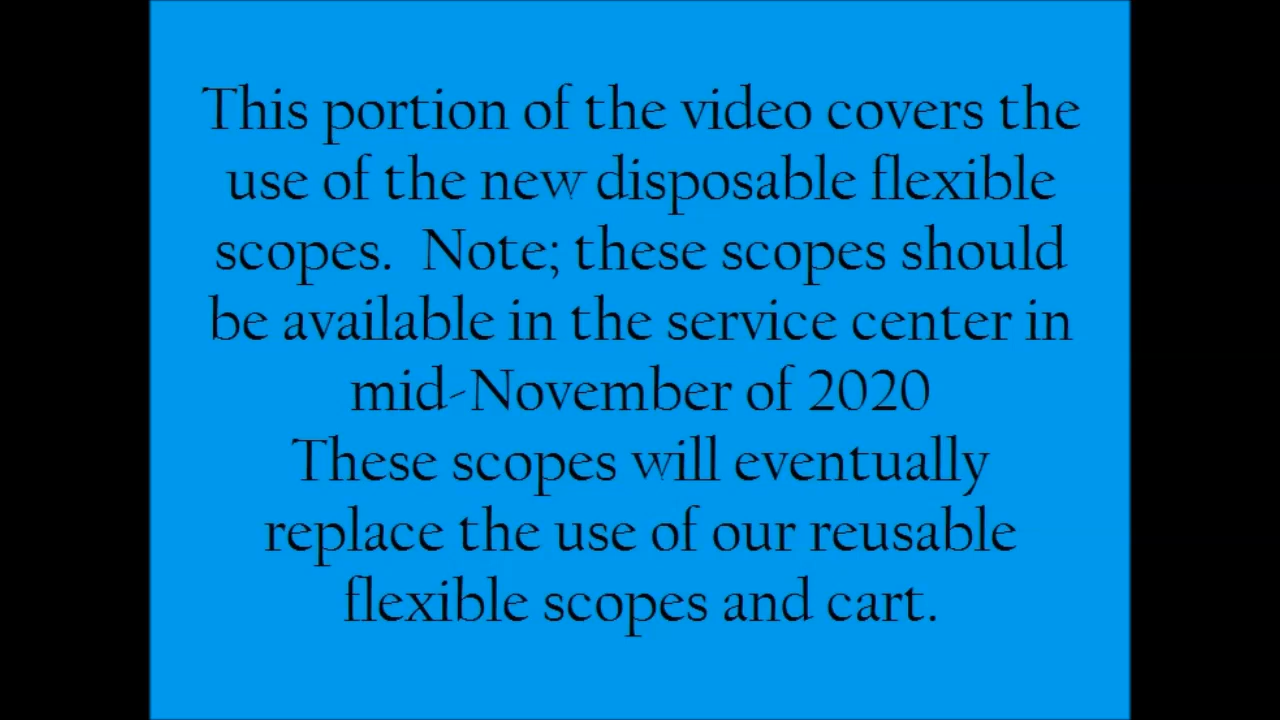 This portion of the video covers the
use of the new disposable flexible
scopes.  Note; these scopes should
be available in the service center in
mid-November of 2020
These scopes will eventually
replace the use of our reusable
flexible scopes and cart.